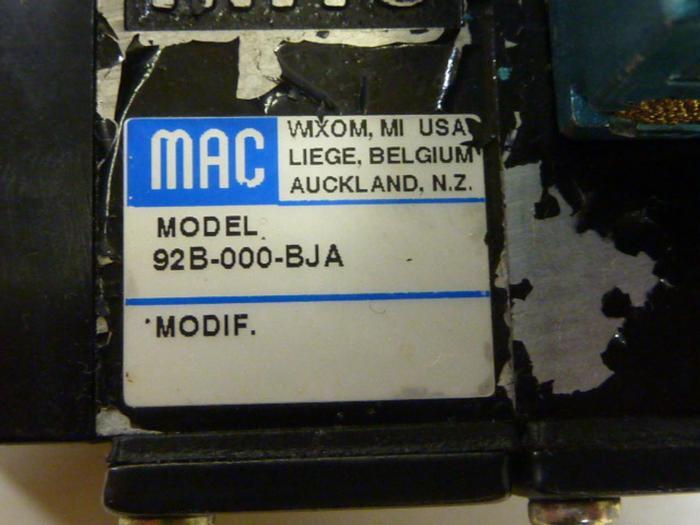 MAC
WIXOM, MI USA
LIEGE, BELGIUM
AUCKLAND, N.Z.
MODEL
92B-000-BJA
MODIF.